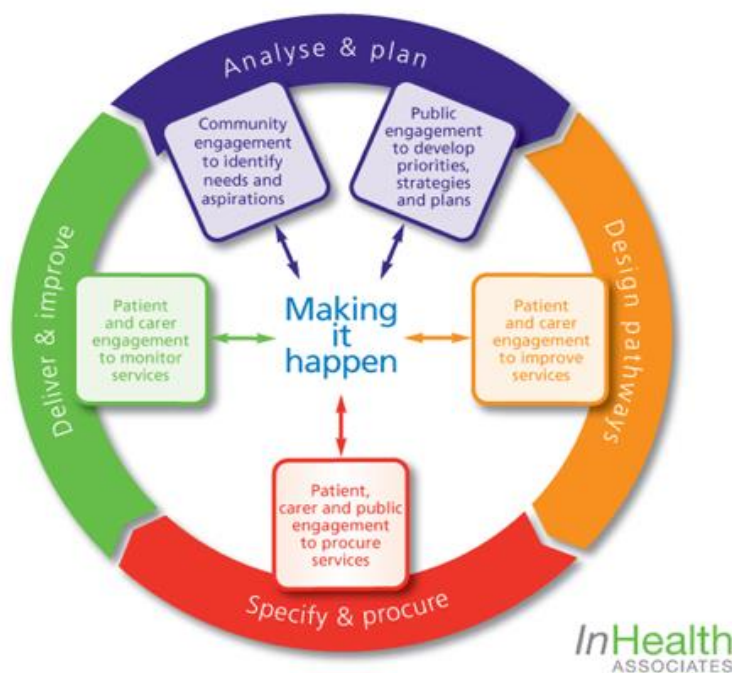 Analyse & plan
Community
engagement
to identify
needs and
aspirations
Public
engagement
to develop
priorities,
strategies
and plans
Design pathways
Deliver & improve
Patient
and carer
engagement
to monitor
services
Making
it
happen
Patient
and carer
engagement
to improve
services
Patient,
carer and public
engagement
to procure
services
Specify & procure
InHealth
ASSOCIATES